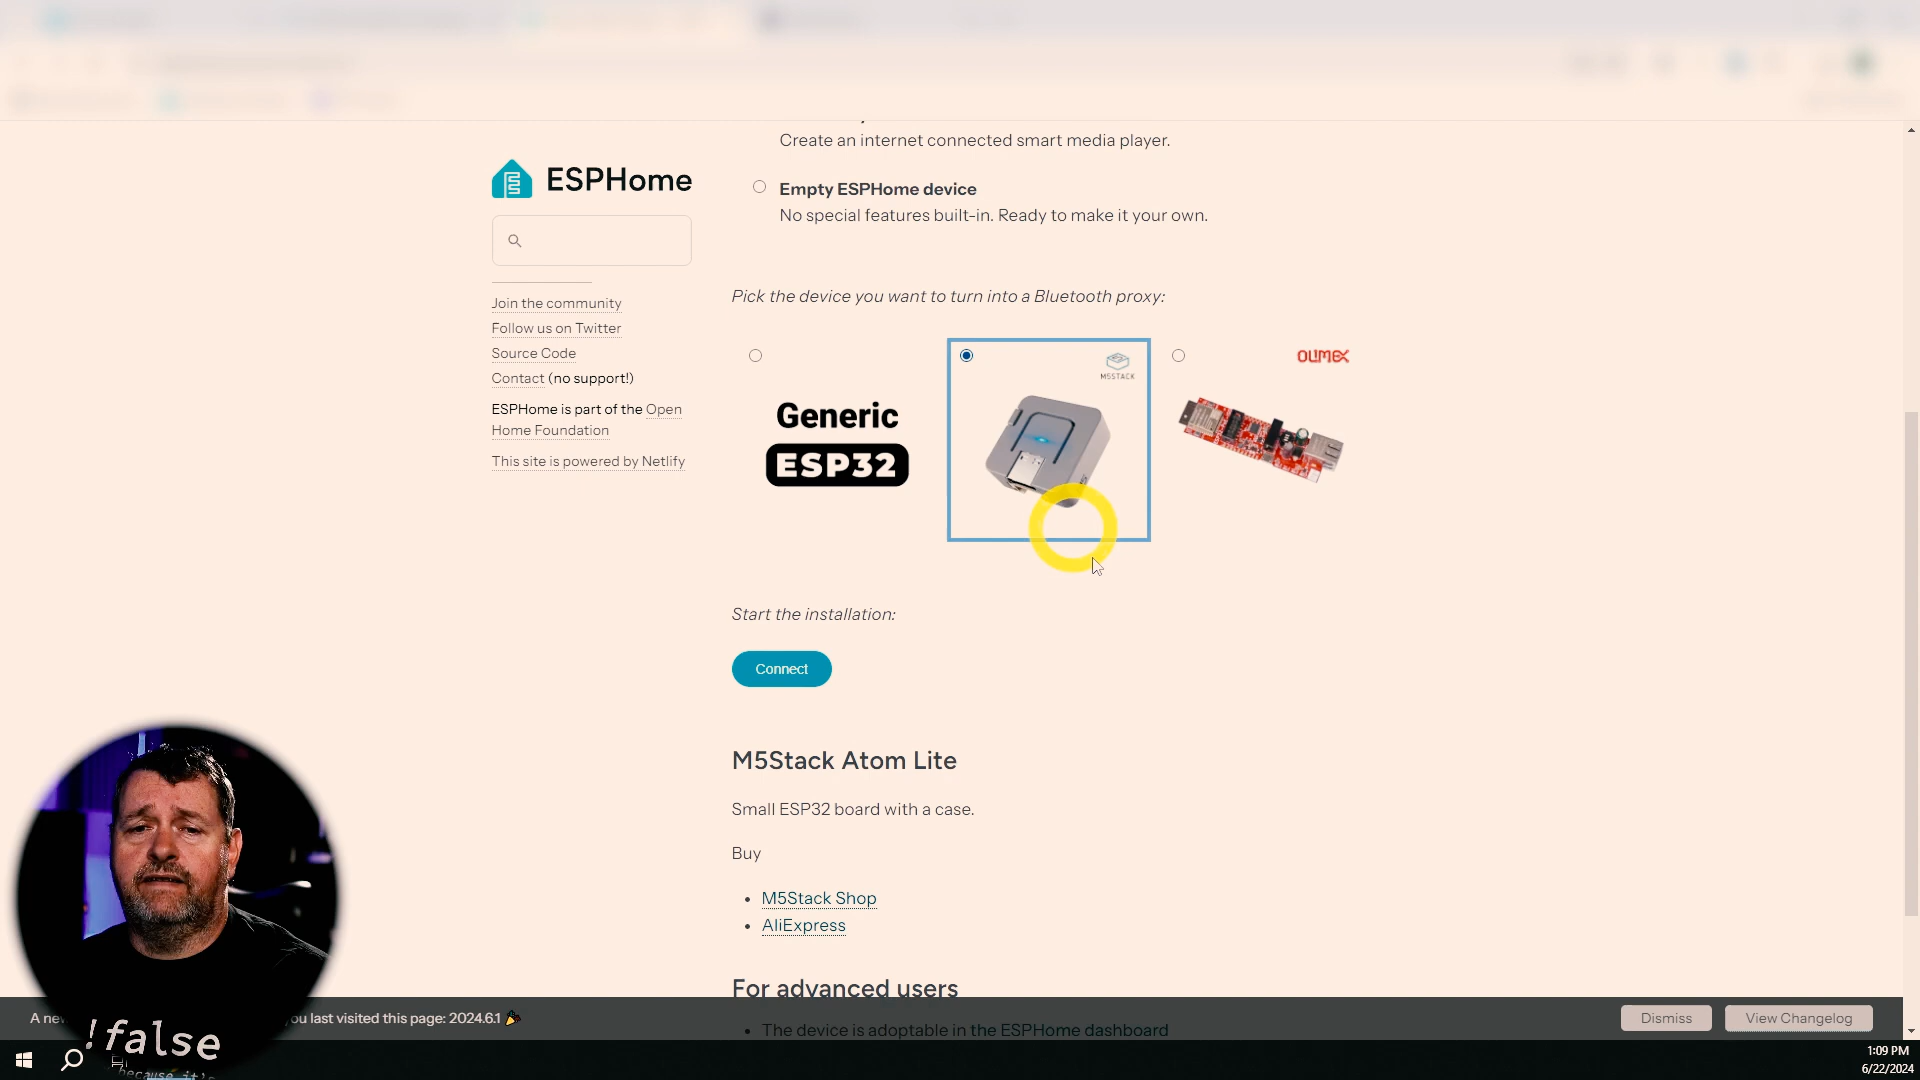 Create an internet connected smart media player.
ESPHome
Empty ESPHome device
No special features built-in. Ready to make it your own.
Join the community
Follow us on Twitter
Source Code
Contact (no support!)
ESPHome is part of the Open
Home Foundation
This site is powered by Netlify
Pick the device you want to turn into a Bluetooth proxy:
Generic
ESP32
M5STACK
OLIMEX
Start the installation:
Connect
M5Stack Atom Lite
Small ESP32 board with a case.
Buy
• M5Stack Shop
• AliExpress
For advanced users
• The device is adoptable in the ESPHome dashboard
A ne
ou last visited this page: 2024.6.1 🎉
Dismiss
View Changelog
!false
because it's
1:09 PM
6/22/2024